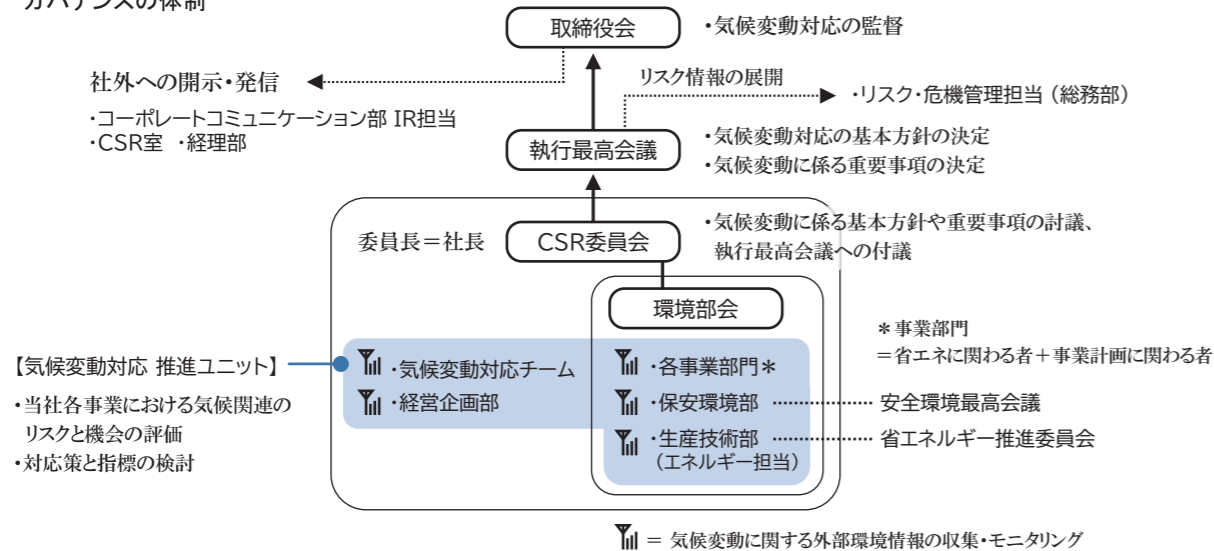 ガバナンスの体制
取締役会
・気候変動対応の監督
社外への開示・発信
・コーポレートコミュニケーション部 IR担当
・CSR室 ・経理部
リスク情報の展開
・リスク・危機管理担当（総務部）
執行最高会議
・気候変動対応の基本方針の決定
・気候変動に係る重要事項の決定
委員長＝社長
CSR委員会
・気候変動に係る基本方針や重要事項の討議、
執行最高会議への付議
環境部会
＊事業部門
＝省エネに関わる者＋事業計画に関わる者
【気候変動対応 推進ユニット】
・当社各事業における気候関連の
リスクと機会の評価
・対応策と指標の検討
・気候変動対応チーム
・経営企画部
・各事業部門＊
・保安環境部
安全環境最高会議
・生産技術部
（エネルギー担当）
省エネルギー推進委員会
＝ 気候変動に関する外部環境情報の収集・モニタリング